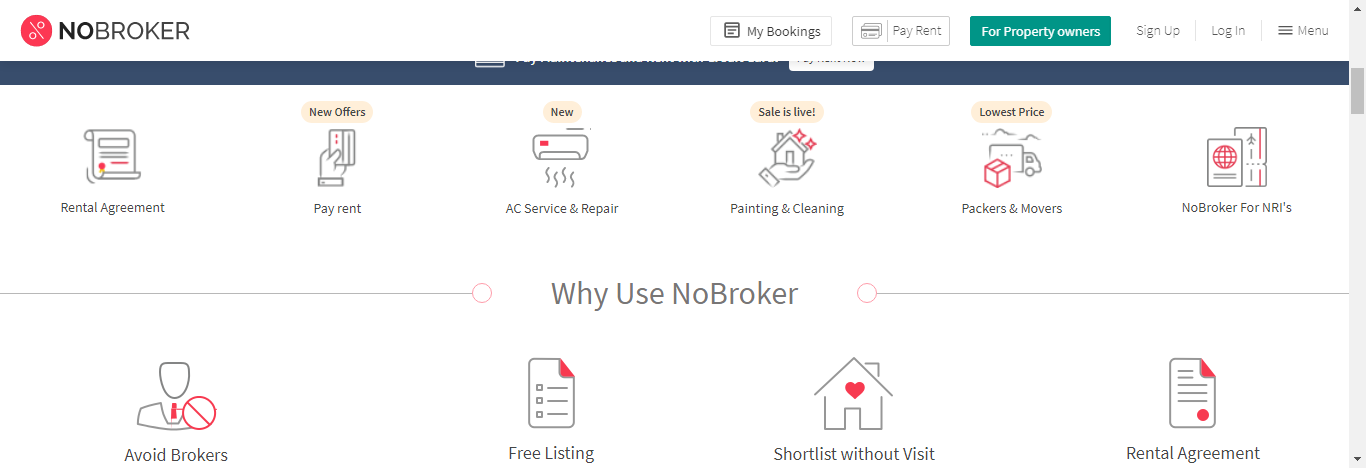 NOBROKER
My Bookings
Pay Rent
For Property owners
Sign Up
Log In
Menu
New Offers
New
Sale is live!
Lowest Price
Rental Agreement
Pay rent
AC Service & Repair
Painting & Cleaning
Packers & Movers
NoBroker For NRI's
Why Use NoBroker
Avoid Brokers
Free Listing
Shortlist without Visit
Rental Agreement